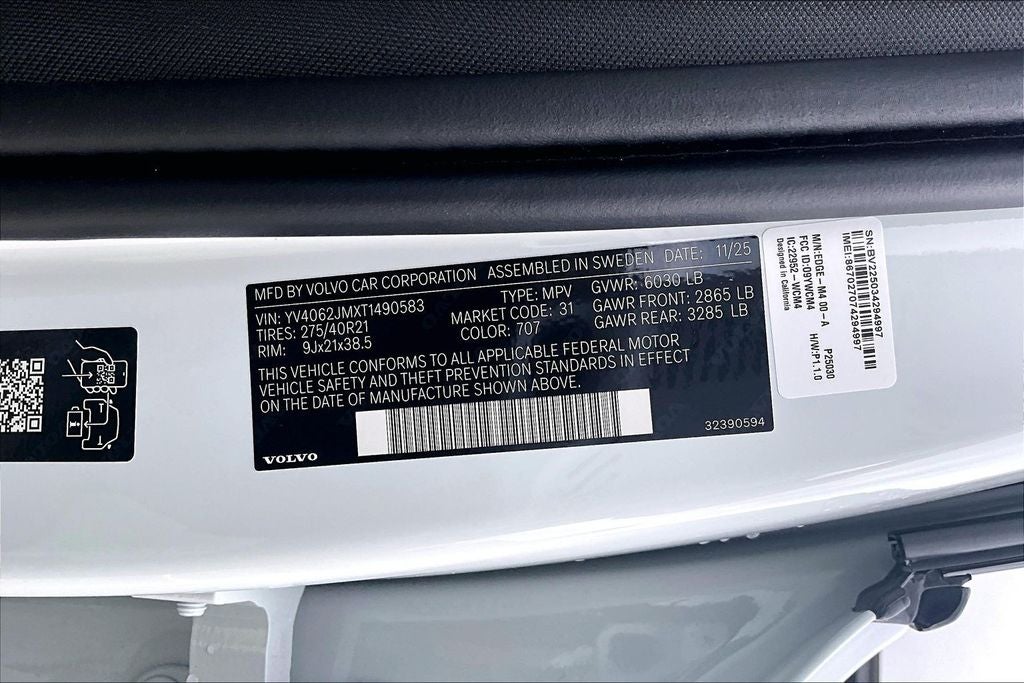 MFD BY VOLVO CAR CORPORATION ASSEMBLED IN SWEDEN DATE: 11/25
VIN: YV4062JMXT1490583 TYPE: MPV GVWR: 6030 LB
TIRES: 275/40R21 MARKET CODE: 31 GAWR FRONT: 2865 LB
RIM: 9Jx21x38.5 COLOR: 707 GAWR REAR: 3285 LB
THIS VEHICLE CONFORMS TO ALL APPLICABLE FEDERAL MOTOR
VEHICLE SAFETY AND THEFT PREVENTION STANDARDS IN EFFECT
ON THE DATE OF MANUFACTURE SHOWN ABOVE.
VOLVO
32390594
SN:BV225034294997
IMEI:867027074294997
M/N:EDGE-M4 00-A P25030
FCC ID:O9YWCM4 H/W:P1.1.0
IC:22952-WCM4
Designed in California